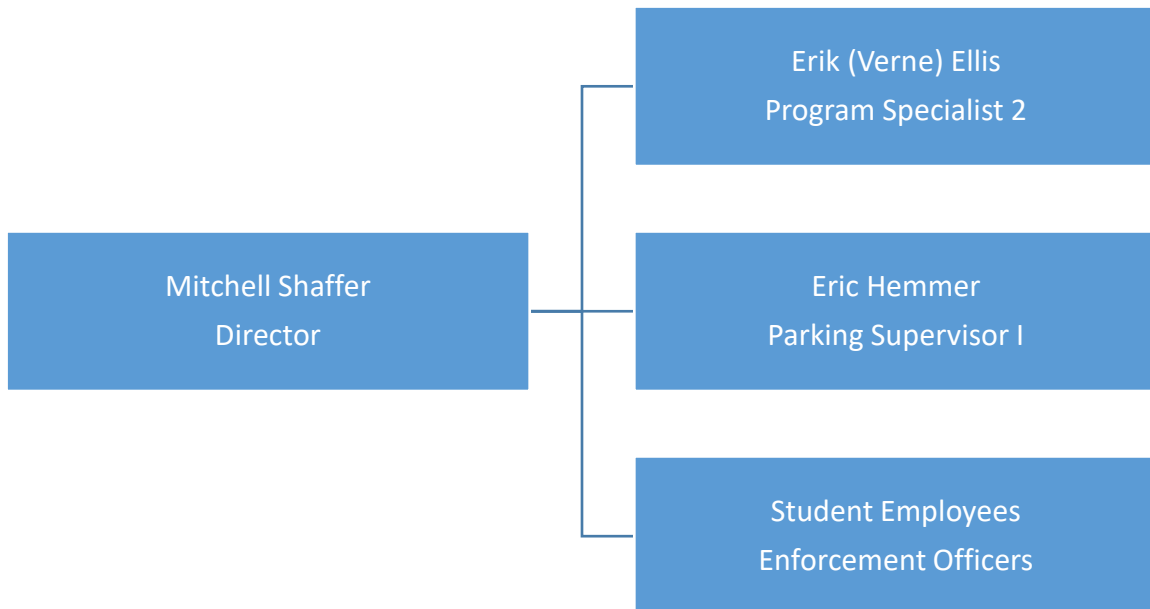 Erik (Verne) Ellis
Program Specialist 2
Mitchell Shaffer
Director
Eric Hemmer
Parking Supervisor I
Student Employees
Enforcement Officers